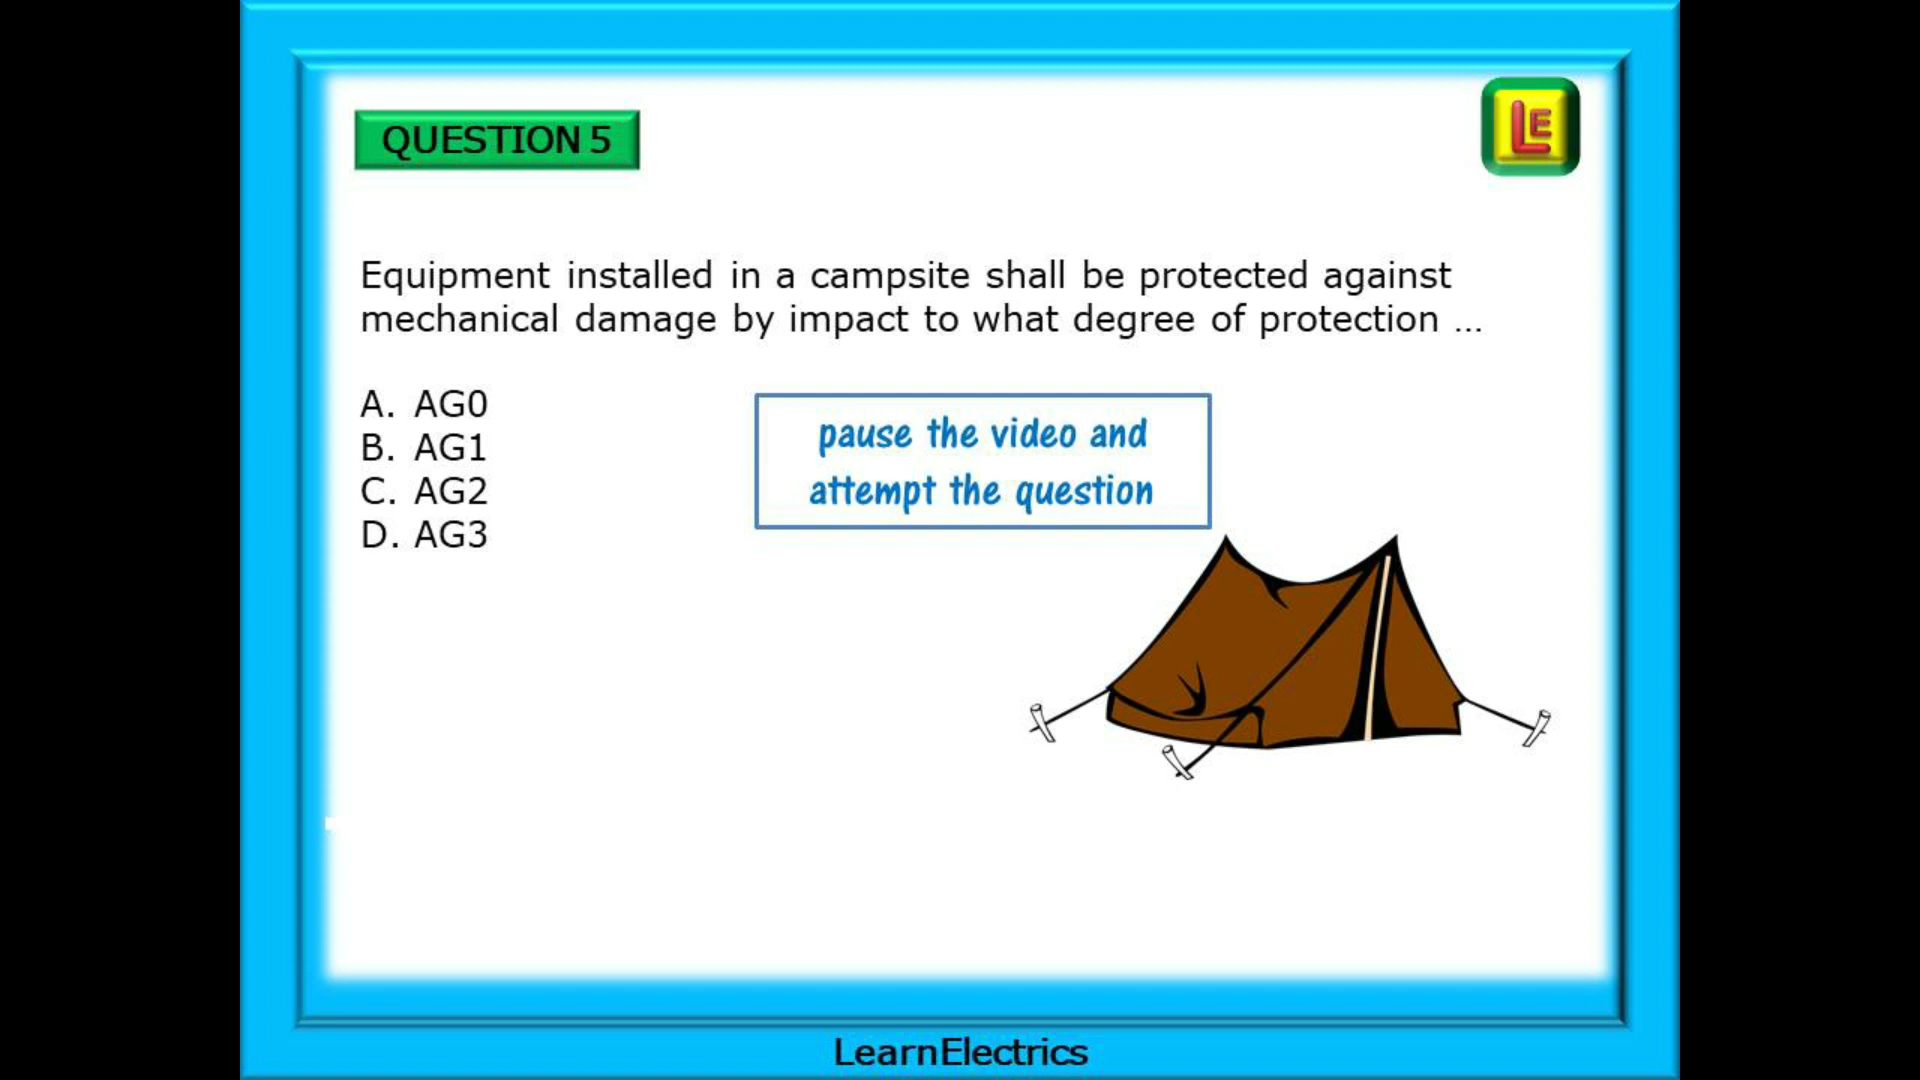 QUESTION 5
LE
Equipment installed in a campsite shall be protected against
mechanical damage by impact to what degree of protection ...
A. AG0
B. AG1
C. AG2
D. AG3
pause the video and
attempt the question
LearnElectrics